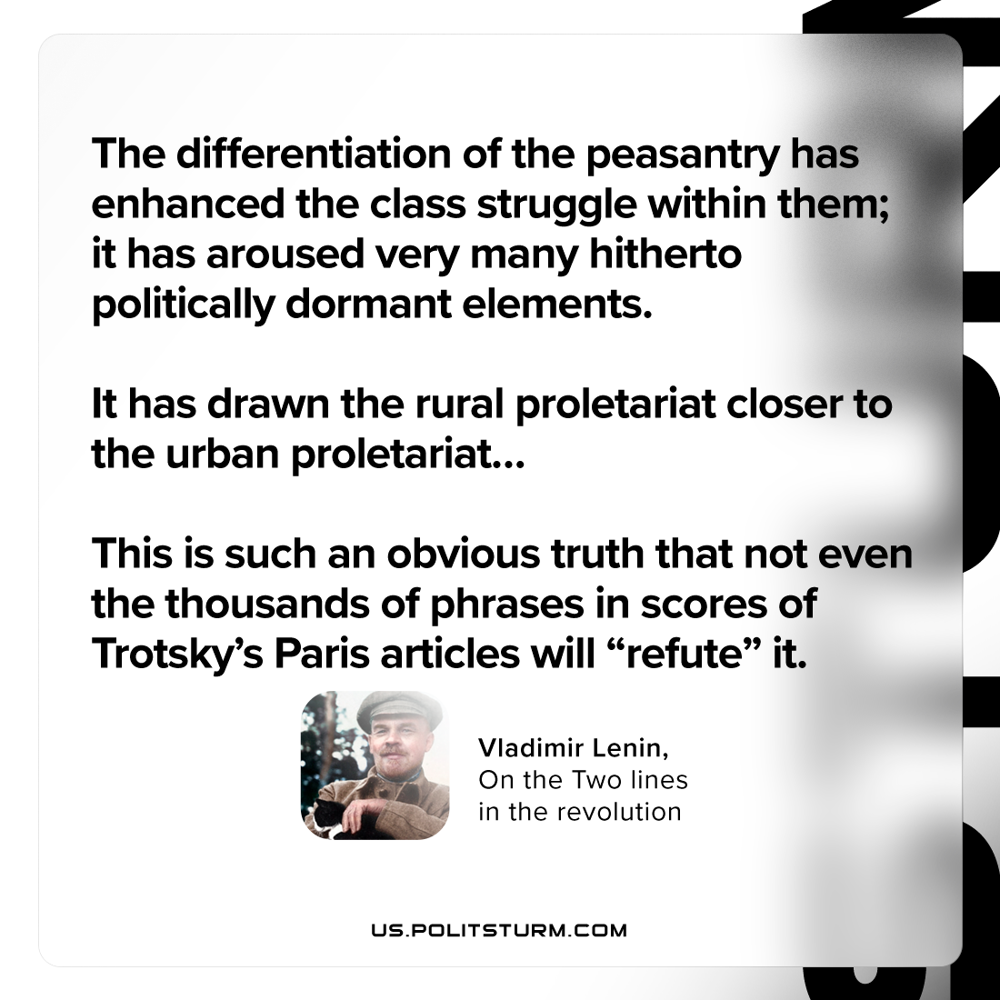 The differentiation of the peasantry has
enhanced the class struggle within them;
it has aroused very many hitherto
politically dormant elements.
It has drawn the rural proletariat closer to
the urban proletariat...
This is such an obvious truth that not even
the thousands of phrases in scores of
Trotsky’s Paris articles will “refute” it.
Vladimir Lenin,
On the Two lines
in the revolution
US.POLITSTURM.COM